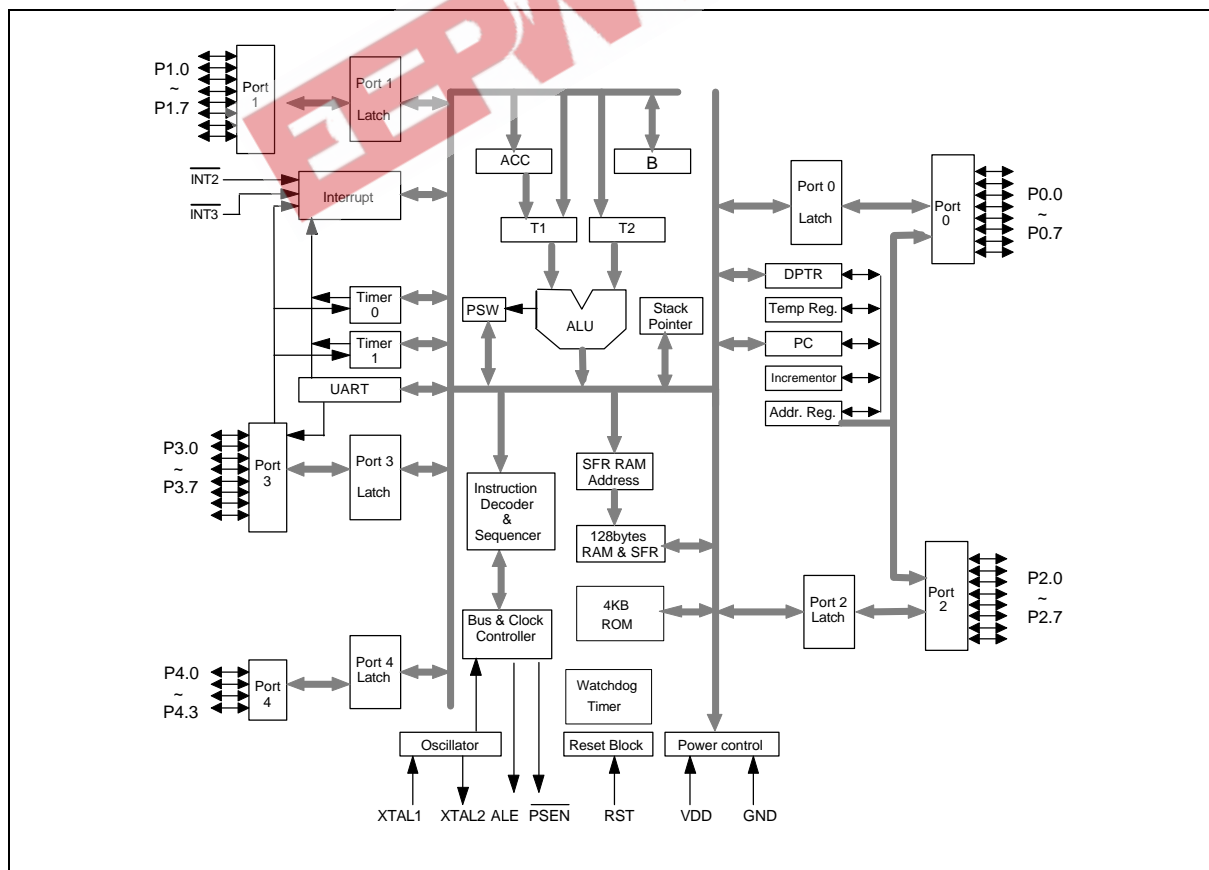 EEPW
P1.0
~
P1.7
Port
1
Port 1
Latch
INT2
INT3
Interrupt
Timer
0
Timer
1
UART
P3.0
~
P3.7
Port
3
Port 3
Latch
P4.0
~
P4.3
Port
4
Port 4
Latch
ACC
B
T1
T2
PSW
ALU
Stack
Pointer
Instruction
Decoder
&
Sequencer
SFR RAM
Address
128bytes
RAM & SFR
4KB
ROM
Bus & Clock
Controller
Watchdog
Timer
Oscillator
Reset Block
Power control
XTAL1
XTAL2
ALE
PSEN
RST
VDD
GND
Port 0
Latch
Port
0
P0.0
~
P0.7
DPTR
Temp Reg.
PC
Incrementor
Addr. Reg.
Port 2
Latch
Port
2
P2.0
~
P2.7